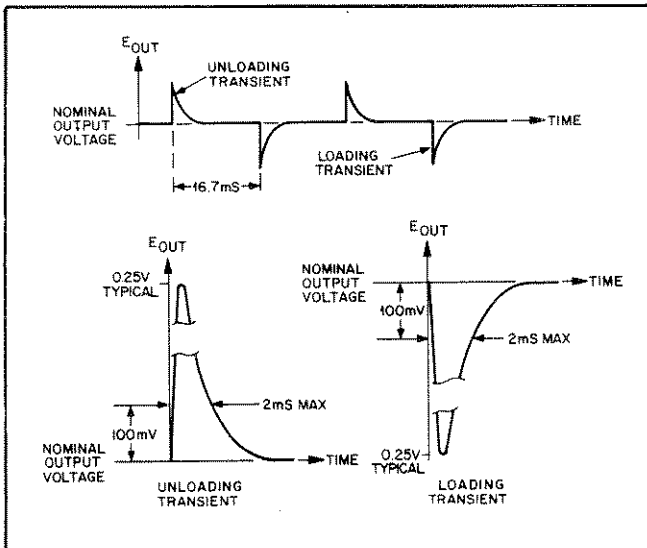 EOUT
UNLOADING
TRANSIENT
NOMINAL
OUTPUT
VOLTAGE
TIME
LOADING
TRANSIENT
16.7mS
EOUT
0.25V
TYPICAL
2mS MAX
100mV
NOMINAL
OUTPUT
VOLTAGE
TIME
UNLOADING
TRANSIENT
EOUT
NOMINAL
OUTPUT
VOLTAGE
TIME
100mV
2mS MAX
0.25V
TYPICAL
LOADING
TRANSIENT